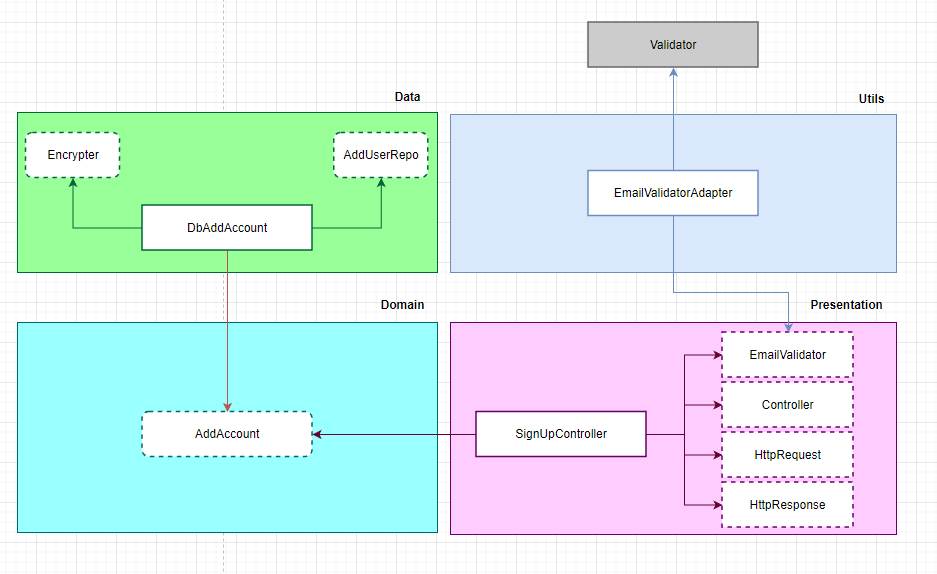 Validator
Data
Utils
Encrypter
AddUserRepo
EmailValidatorAdapter
DbAddAccount
Domain
Presentation
EmailValidator
Controller
AddAccount
SignUpController
HttpRequest
HttpResponse